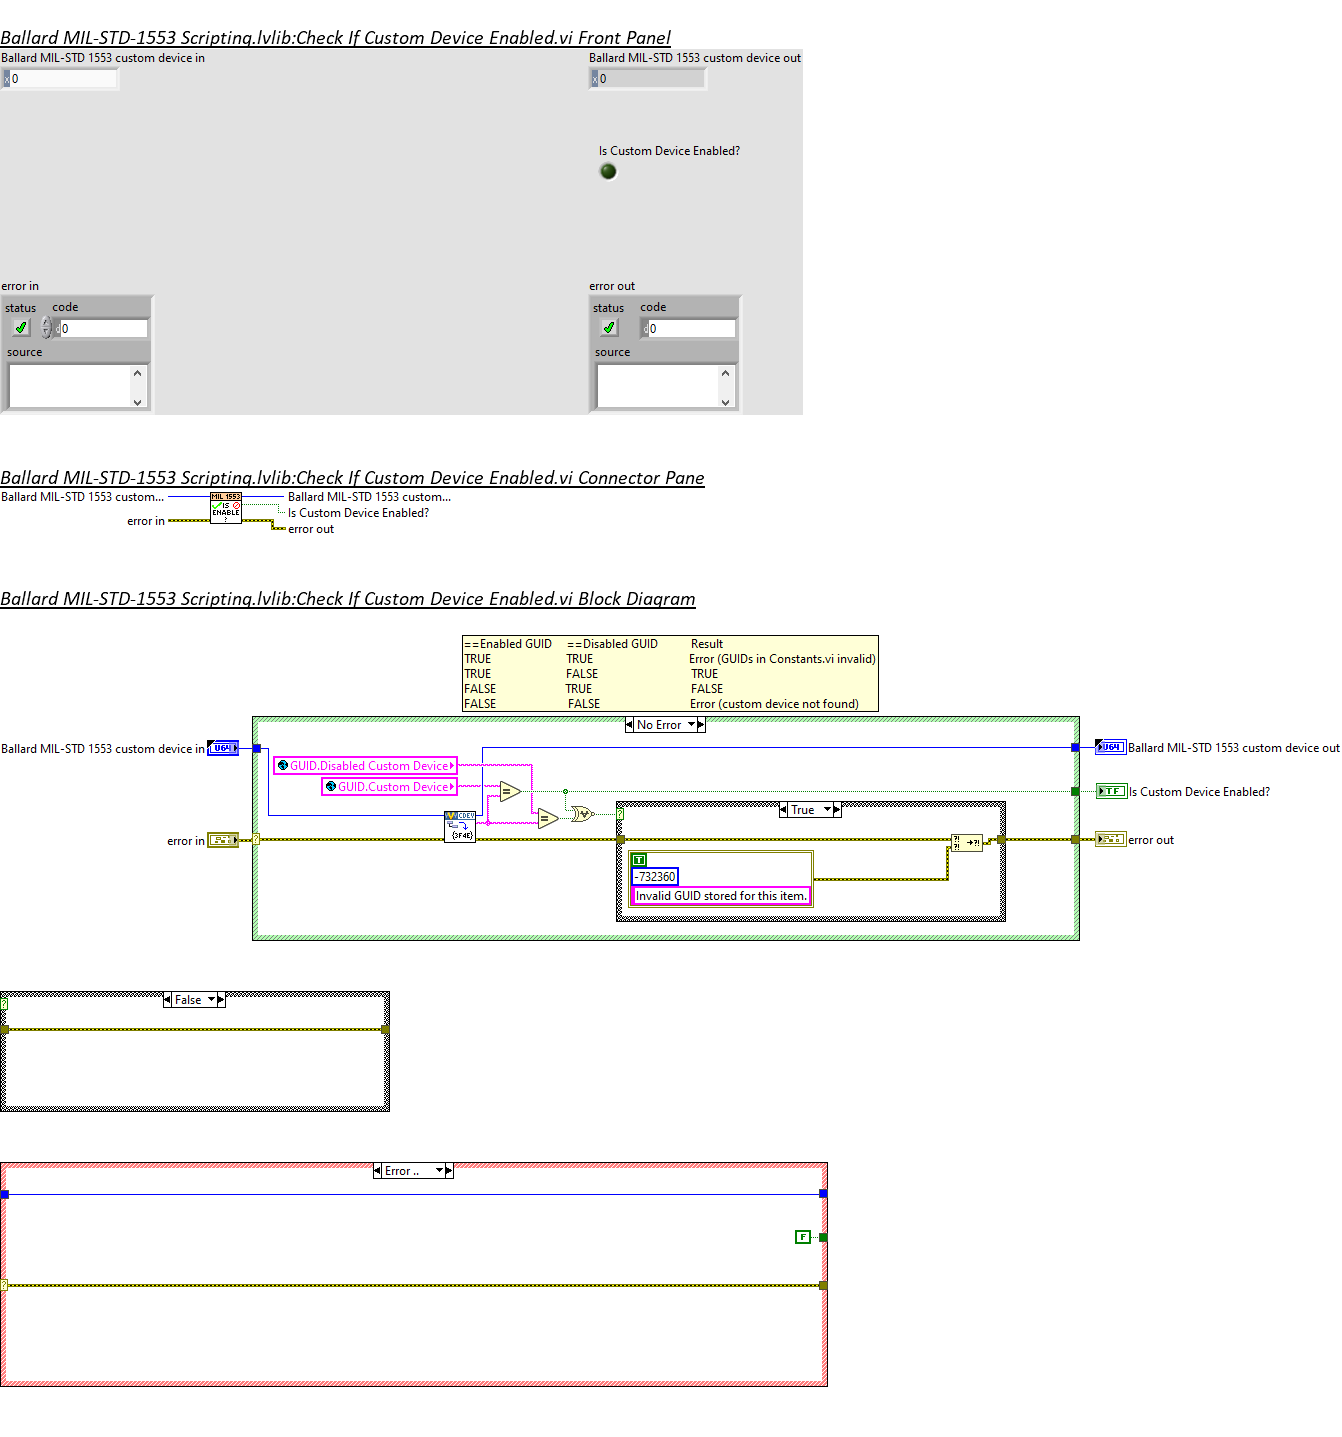 Ballard MIL-STD-1553 Scripting.lvlib:Check If Custom Device Enabled.vi Front Panel
Ballard MIL-STD 1553 custom device in
Ballard MIL-STD 1553 custom device out
x 0
x 0
Is Custom Device Enabled?
error in
error out
status code
status code
d 0
d 0
source
source
Ballard MIL-STD-1553 Scripting.lvlib:Check If Custom Device Enabled.vi Connector Pane
Ballard MIL-STD 1553 custom...
MIL 1553
Ballard MIL-STD 1553 custom...
IS
ENABLE
?
Is Custom Device Enabled?
error in
error out
Ballard MIL-STD-1553 Scripting.lvlib:Check If Custom Device Enabled.vi Block Diagram
==Enabled GUID ==Disabled GUID Result
TRUE TRUE Error (GUIDs in Constants.vi invalid)
TRUE FALSE TRUE
FALSE TRUE FALSE
FALSE FALSE Error (custom device not found)
No Error
Ballard MIL-STD 1553 custom device in
U64
U64
Ballard MIL-STD 1553 custom device out
GUID.Disabled Custom Device
GUID.Custom Device
=
TF
Is Custom Device Enabled?
CDEV
{3F4E}
=
V
?
True
error in
?
?! ?! →?!
error out
T
-732360
Invalid GUID stored for this item.
False
?
Error ..
F
?